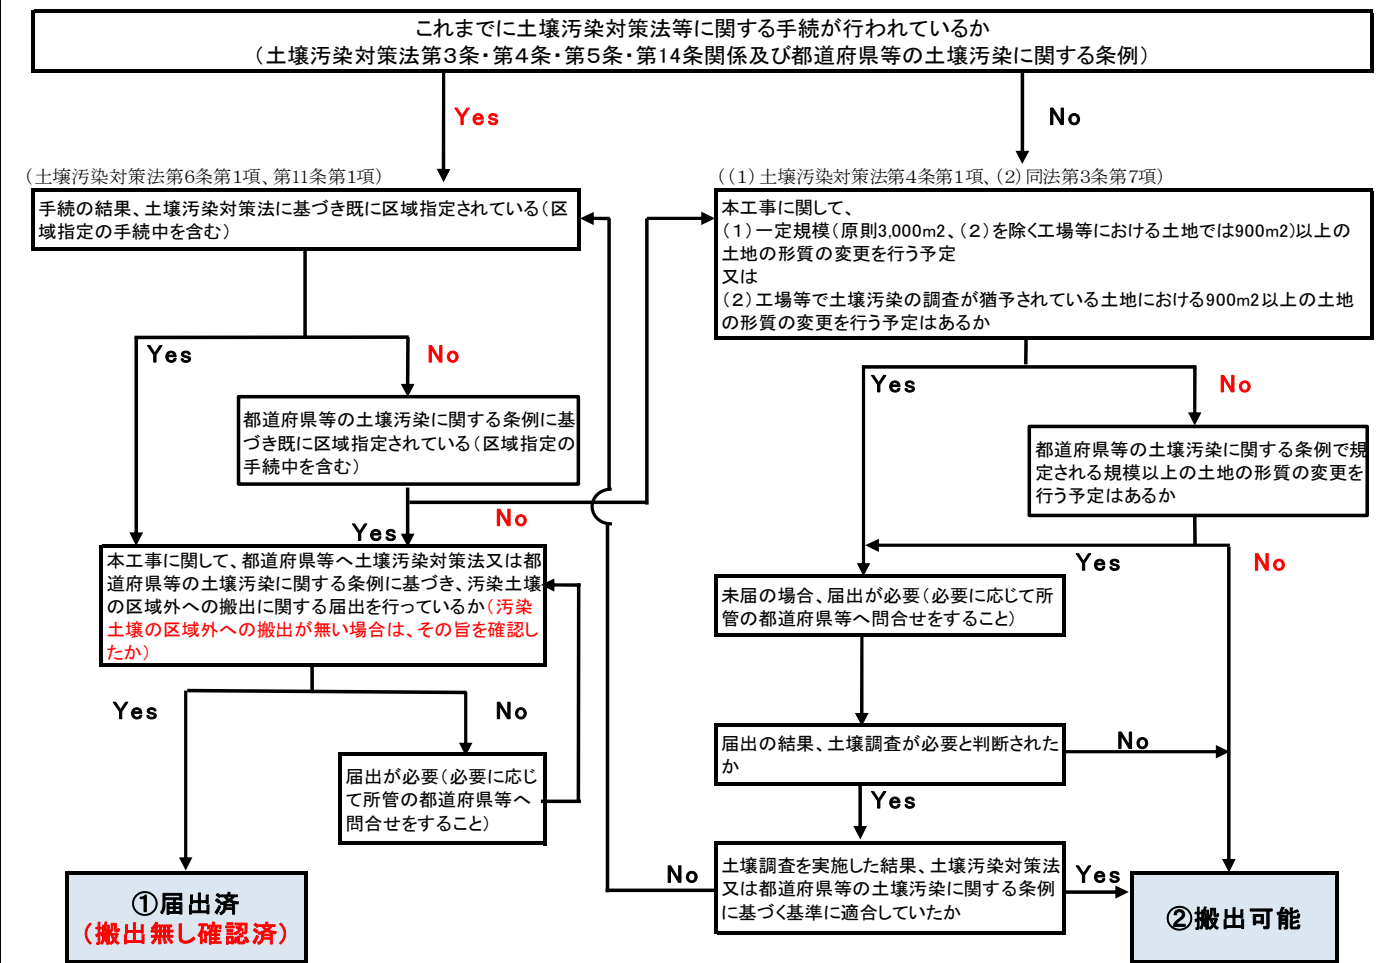 これまでに土壌汚染対策法等に関する手続が行われているか
（土壌汚染対策法第３条・第４条・第５条・第14条関係及び都道府県等の土壌汚染に関する条例）
Yes
No
（土壌汚染対策法第6条第1項、第11条第1項）
手続の結果、土壌汚染対策法に基づき既に区域指定されている（区
域指定の手続中を含む）
（(1)土壌汚染対策法第4条第1項、(2)同法第3条第7項）
本工事に関して、
（１）一定規模（原則3,000m2、（２）を除く工場等における土地では900m2）以上の
土地の形質の変更を行う予定
又は
（２）工場等で土壌汚染の調査が猶予されている土地における900m2以上の土地
の形質の変更を行う予定はあるか
Yes
No
都道府県等の土壌汚染に関する条例に基
づき既に区域指定されている（区域指定の
手続中を含む）
Yes
No
都道府県等の土壌汚染に関する条例で規
定される規模以上の土地の形質の変更を
行う予定はあるか
Yes
No
本工事に関して、都道府県等へ土壌汚染対策法又は都
道府県等の土壌汚染に関する条例に基づき、汚染土壌
の区域外への搬出に関する届出を行っているか（汚染
土壌の区域外への搬出が無い場合は、その旨を確認し
たか）
Yes
No
未届の場合、届出が必要（必要に応じて所
管の都道府県等へ問合せをすること）
Yes
No
届出が必要（必要に応じ
て所管の都道府県等へ
問合せをすること）
届出の結果、土壌調査が必要と判断された
か
No
Yes
土壌調査を実施した結果、土壌汚染対策法
又は都道府県等の土壌汚染に関する条例
に基づく基準に適合していたか
No
Yes
①届出済
（搬出無し確認済）
②搬出可能